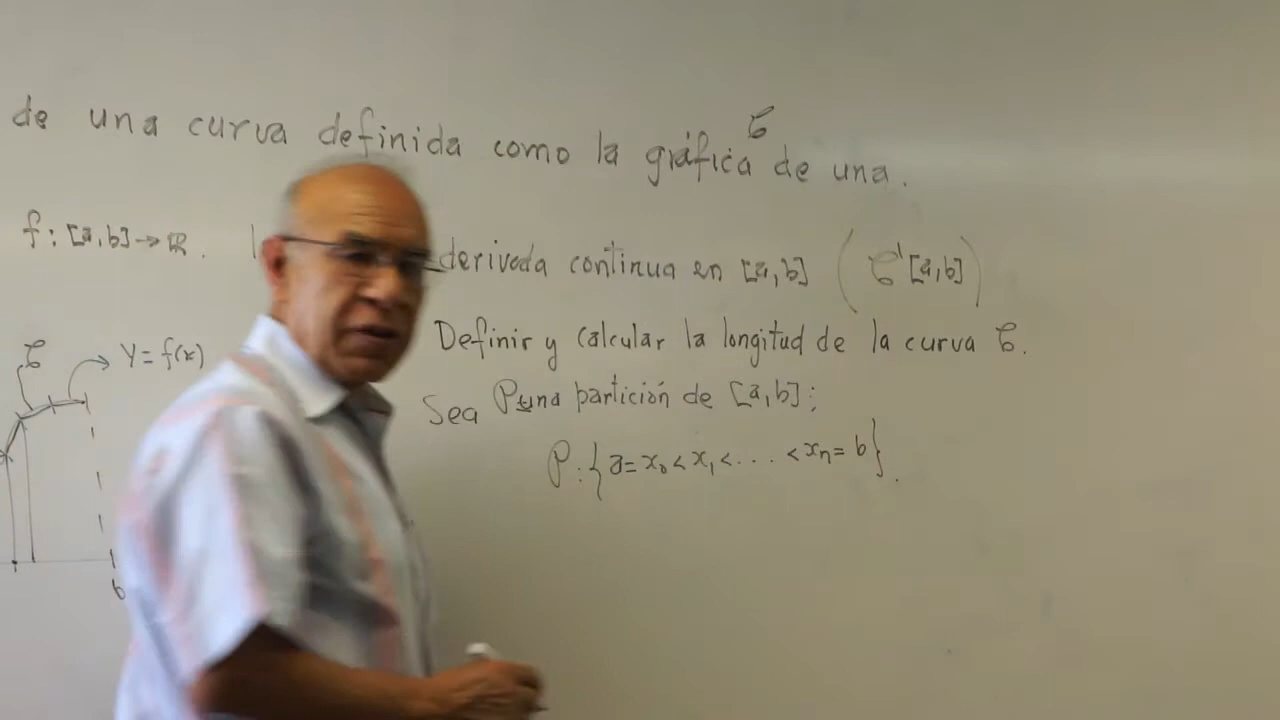 de una curva definida como la gráfica 𝒞 de una.
f: [a,b] → ℝ. derivada continua en [a,b] (𝒞¹[a,b])
Definir y calcular la longitud de la curva 𝒞.
𝒞 Y = f(x)
Sea P una partición de [a,b]:
P: {a = x₀ < x₁ < . . . < xₙ = b}.
b